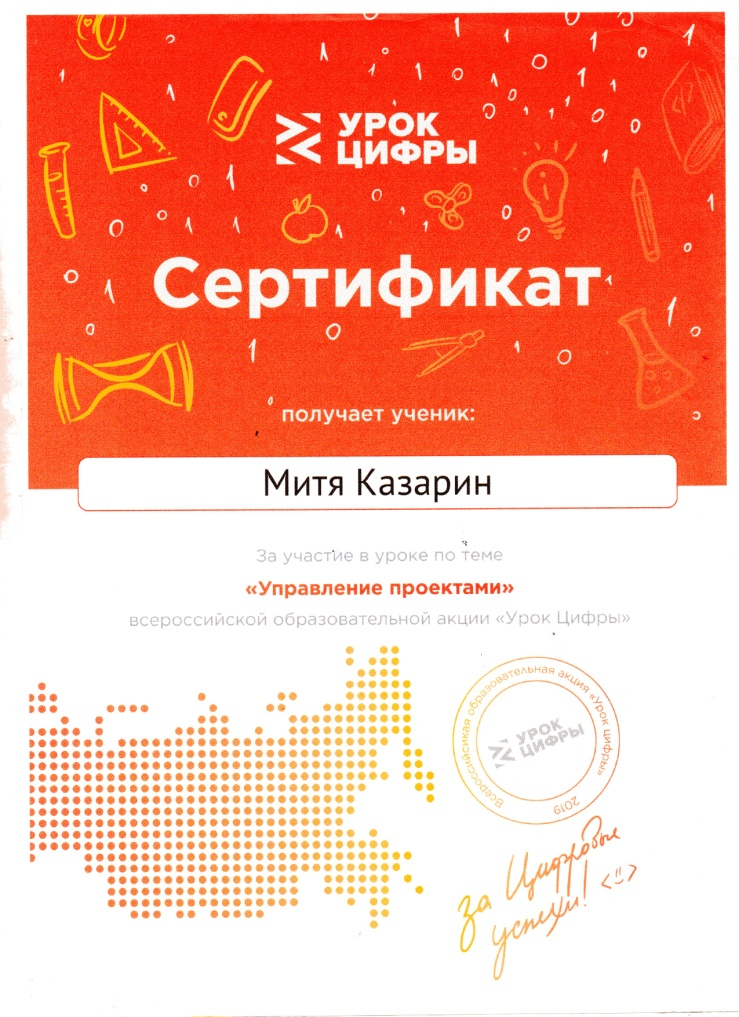 УРОК
ЦИФРЫ
Сертификат
получает ученик:
Митя Казарин
За участие в уроке по теме
«Управление проектами»
всероссийской образовательной акции «Урок Цифры»
Всероссийсикая образовательная акция «Урок Цифры»
УРОК
ЦИФРЫ
2019
за Цифровые
успехи! <:)>